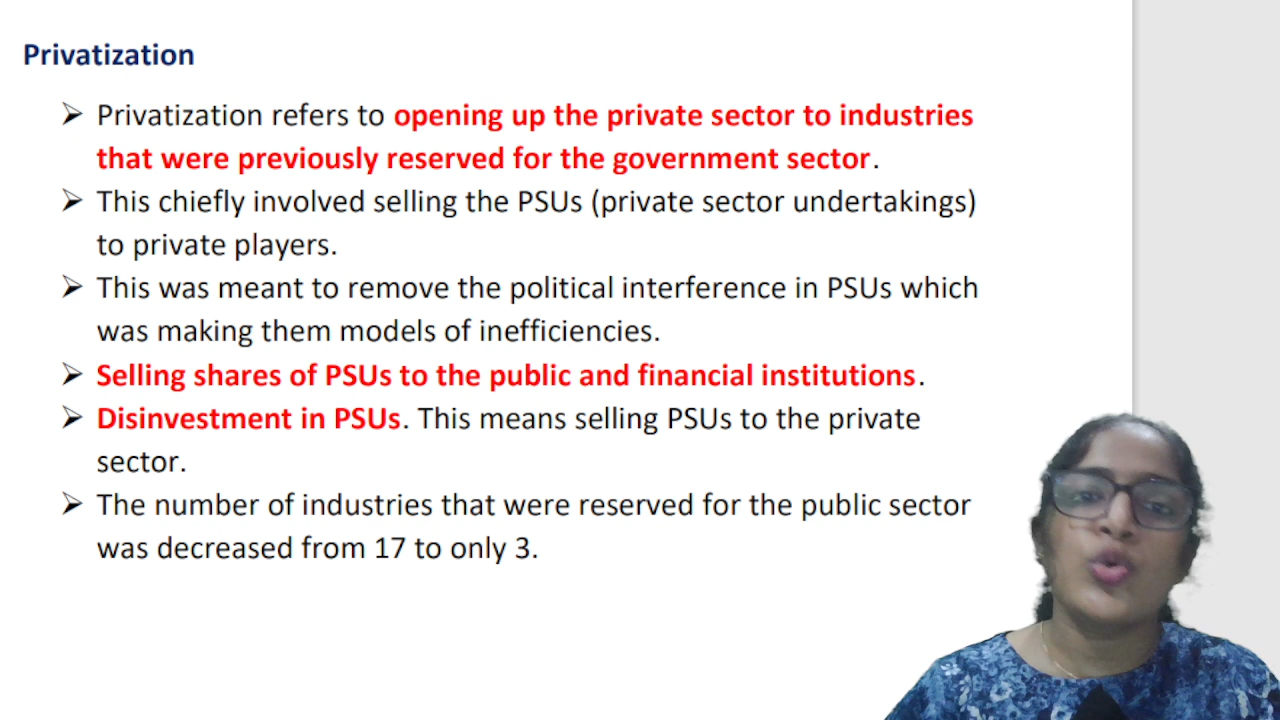 Privatization
➢ Privatization refers to opening up the private sector to industries
that were previously reserved for the government sector.
➢ This chiefly involved selling the PSUs (private sector undertakings)
to private players.
➢ This was meant to remove the political interference in PSUs which
was making them models of inefficiencies.
➢ Selling shares of PSUs to the public and financial institutions.
➢ Disinvestment in PSUs. This means selling PSUs to the private
sector.
➢ The number of industries that were reserved for the public sector
was decreased from 17 to only 3.